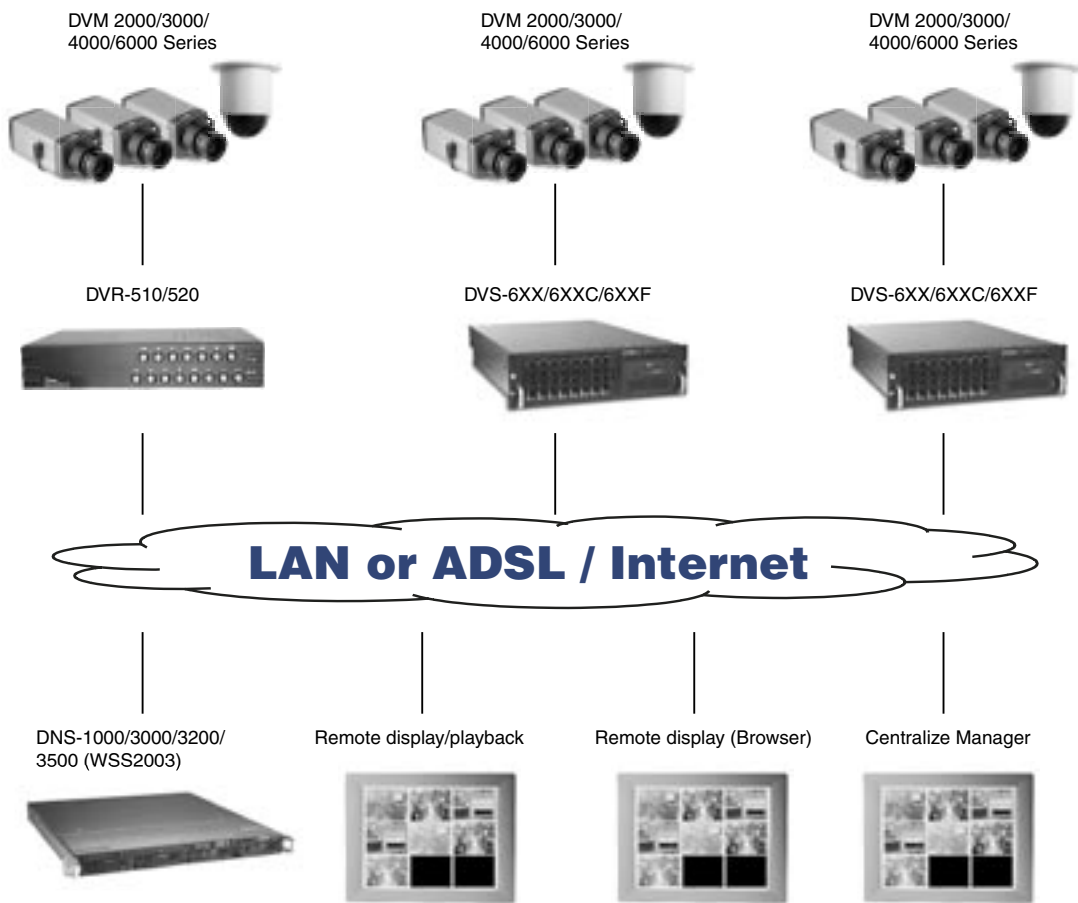 DVM 2000/3000/
4000/6000 Series
DVM 2000/3000/
4000/6000 Series
DVM 2000/3000/
4000/6000 Series
DVR-510/520
DVS-6XX/6XXC/6XXF
DVS-6XX/6XXC/6XXF
LAN or ADSL / Internet
DNS-1000/3000/3200/
3500 (WSS2003)
Remote display/playback
Remote display (Browser)
Centralize Manager